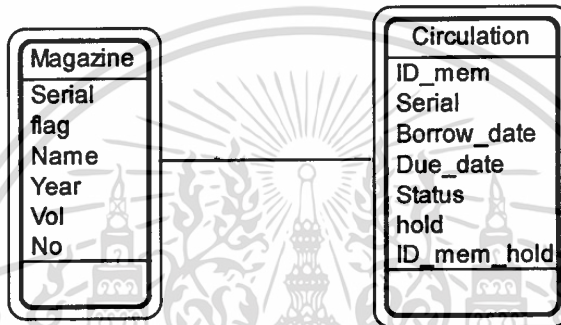 Magazine
Serial
flag
Name
Year
Vol
No
Circulation
ID_mem
Serial
Borrow_date
Due_date
Status
hold
ID_mem_hold